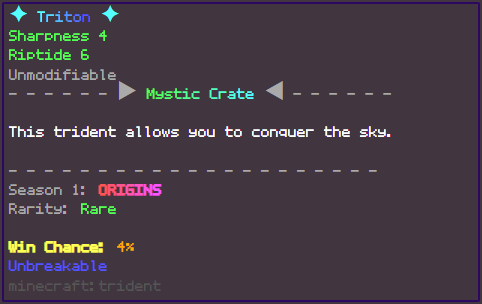 ✦ Triton ✦
Sharpness 4
Riptide 6
Unmodifiable
- - - - - - ▶ Mystic Crate ◀ - - - - - -
This trident allows you to conquer the sky.
- - - - - - - - - - - - - - - - - - - - - -
Season 1: ORIGINS
Rarity: Rare
Win Chance: 4%
Unbreakable
minecraft:trident